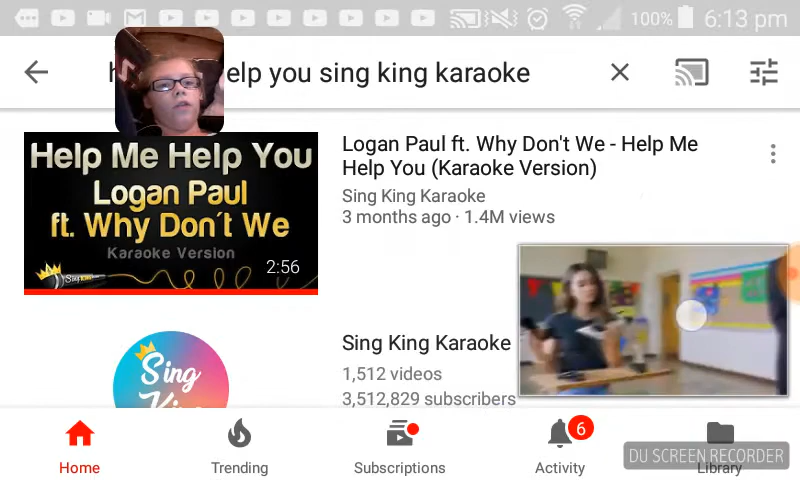 100% 6:13 pm
elp you sing king karaoke
Help Me Help You
Logan Paul
ft. Why Don't We
Karaoke Version
2:56
Logan Paul ft. Why Don't We - Help Me
Help You (Karaoke Version)
Sing King Karaoke
3 months ago · 1.4M views
Sing
Sing King Karaoke
1,512 videos
3,512,829 subscribers
6
DU SCREEN RECORDER
Home Trending Subscriptions Activity Library